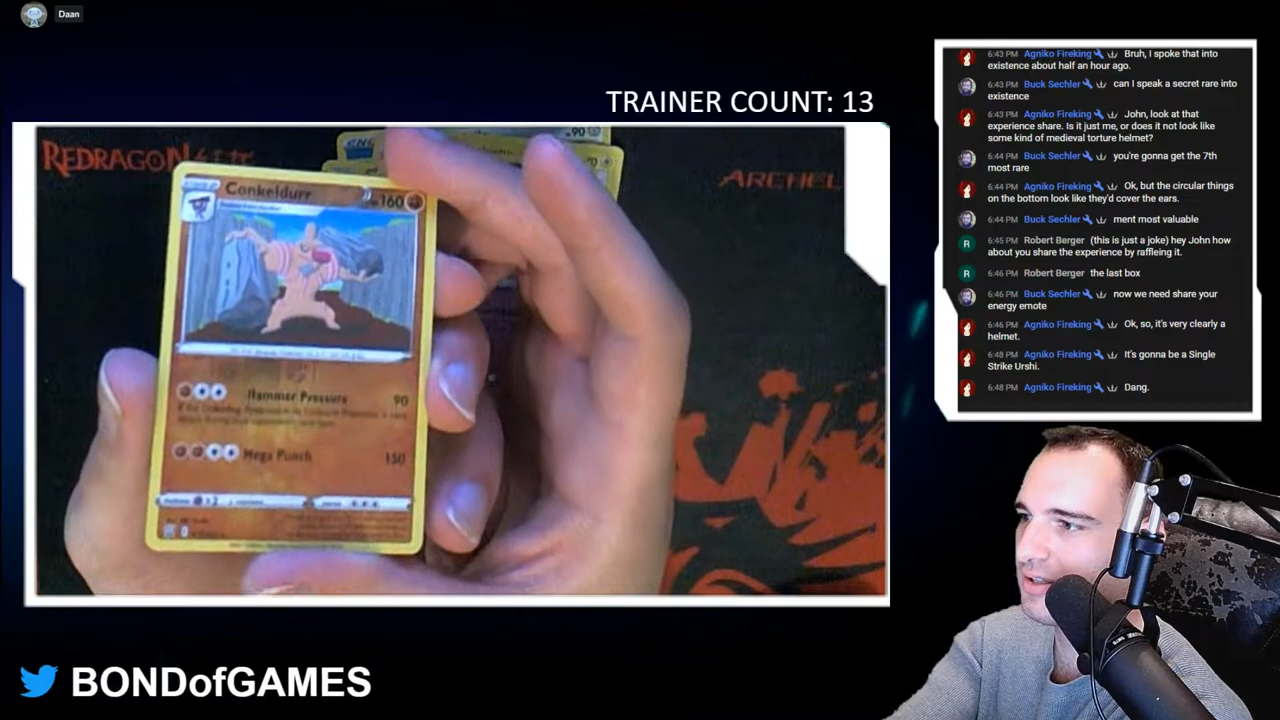 Daan
TRAINER COUNT: 13
REDRAGON
ARCHE
Conkeldurr
160
90
Hammer Pressure
90
Mega Punch
150
6:43 PM Agniko Fireking Bruh, I spoke that into
existence about half an hour ago.
6:43 PM Buck Sechler can I speak a secret rare into
existence
6:43 PM Agniko Fireking John, look at that
experience share. Is it just me, or does it not look like
some kind of medieval torture helmet?
6:44 PM Buck Sechler you're gonna get the 7th
most rare
6:44 PM Agniko Fireking Ok, but the circular things
on the bottom look like they'd cover the ears.
6:44 PM Buck Sechler ment most valuable
R 6:45 PM Robert Berger (this is just a joke) hey John how
about you share the experience by raffleing it.
R 6:46 PM Robert Berger the last box
6:46 PM Buck Sechler now we need share your
energy emote
6:46 PM Agniko Fireking Ok, so, it's very clearly a
helmet.
6:48 PM Agniko Fireking It's gonna be a Single
Strike Urshi.
6:48 PM Agniko Fireking Dang.
BONDofGAMES